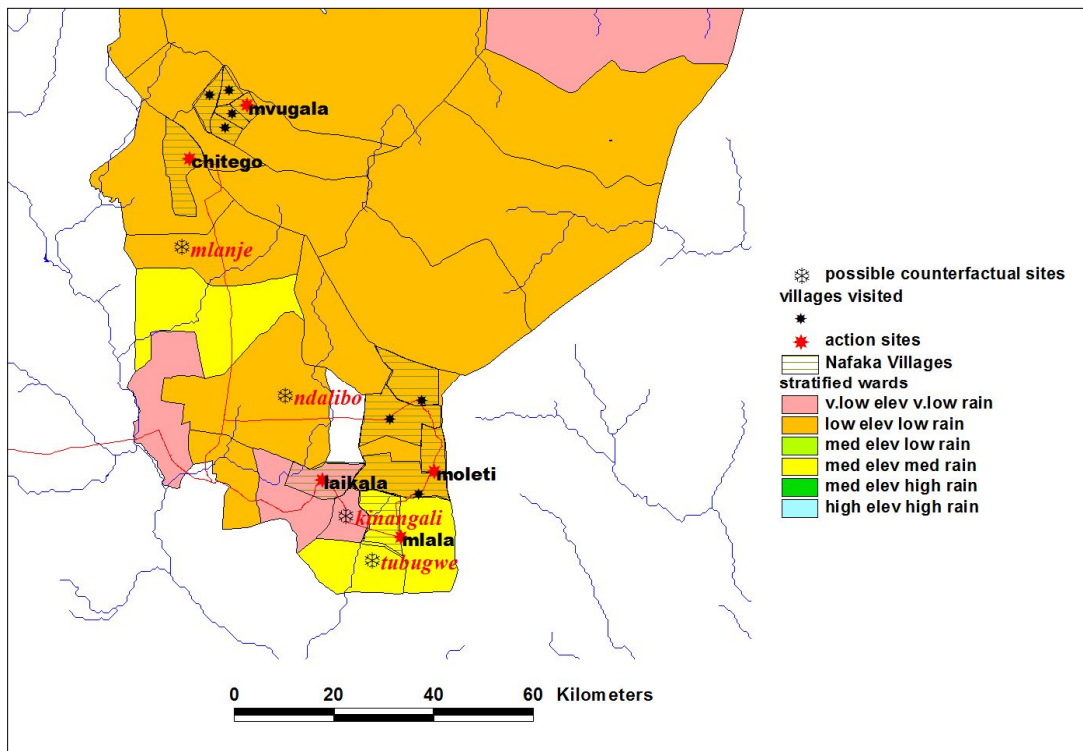 mvugala
chitego
mlanje
ndalibo
moleti
laikala
kinangali
mlala
tubugwe
possible counterfactual sites
villages visited
action sites
Nafaka Villages
stratified wards
v.low elev v.low rain
low elev low rain
med elev low rain
med elev med rain
med elev high rain
high elev high rain
0 20 40 60 Kilometers